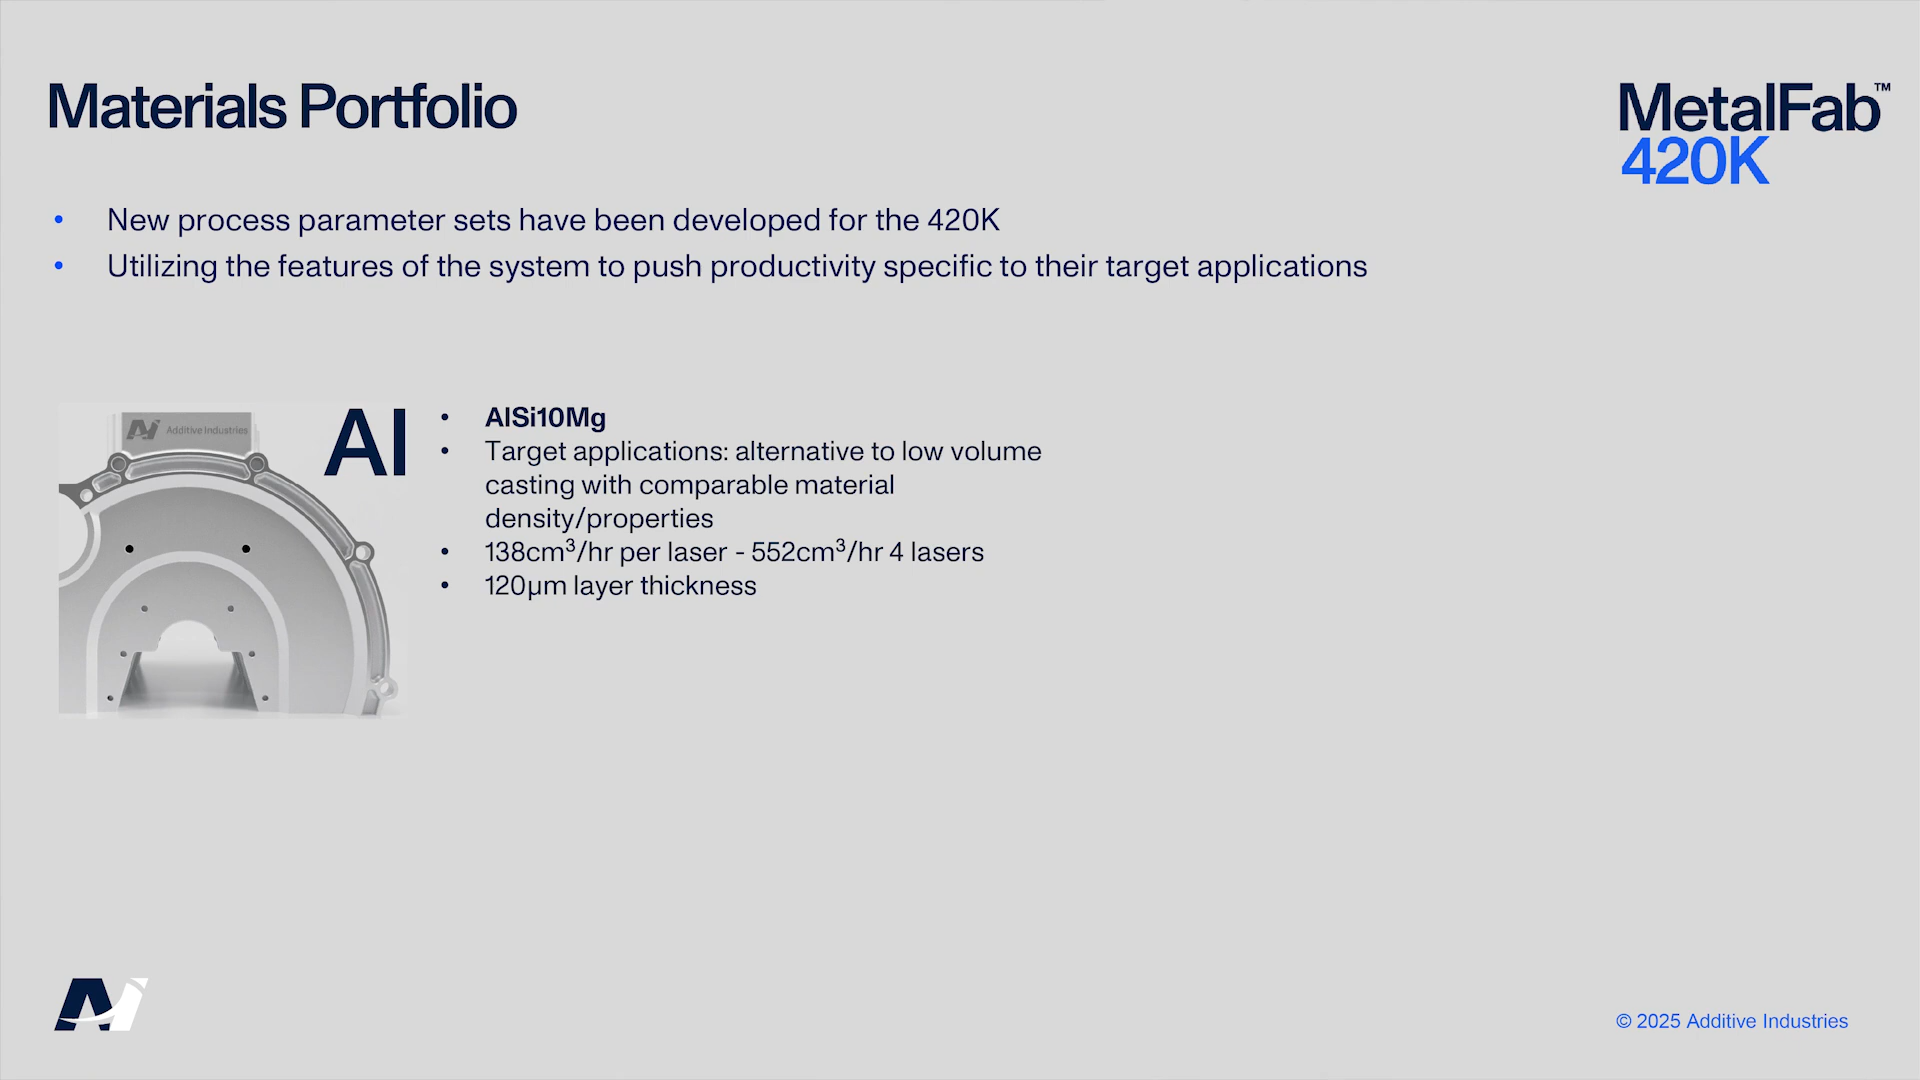 Materials Portfolio
MetalFab™
420K
• New process parameter sets have been developed for the 420K
• Utilizing the features of the system to push productivity specific to their target applications
Additive Industries
Al
• AlSi10Mg
• Target applications: alternative to low volume
casting with comparable material
density/properties
• 138cm³/hr per laser - 552cm³/hr 4 lasers
• 120µm layer thickness
© 2025 Additive Industries